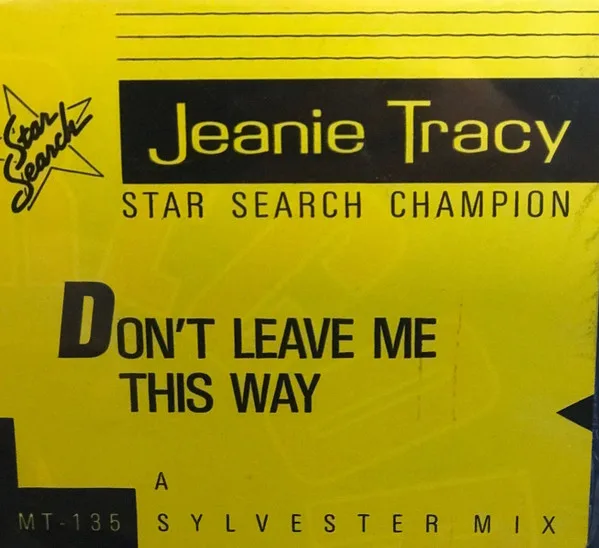 Star
Search
Jeanie Tracy
STAR SEARCH CHAMPION
DON'T LEAVE ME
THIS WAY
A
MT-135 SYLVESTER MIX